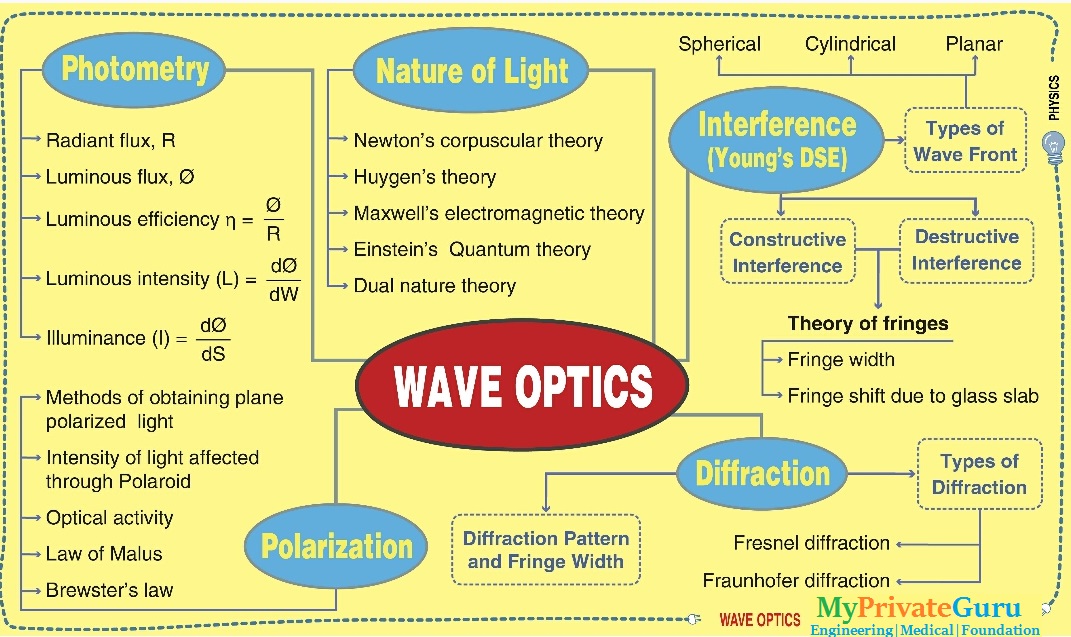 Photometry
Radiant flux, R
Luminous flux, Ø
Luminous efficiency η = Ø
R
Luminous intensity (L) = dØ
dW
Illuminance (I) = dØ
dS
Nature of Light
Newton's corpuscular theory
Huygen's theory
Maxwell's electromagnetic theory
Einstein's Quantum theory
Dual nature theory
Spherical
Cylindrical
Planar
Interference
(Young's DSE)
Types of
Wave Front
Constructive
Interference
Destructive
Interference
Theory of fringes
Fringe width
Fringe shift due to glass slab
PHYSICS
WAVE OPTICS
Methods of obtaining plane
polarized light
Intensity of light affected
through Polaroid
Optical activity
Law of Malus
Brewster's law
Polarization
Diffraction
Diffraction Pattern
and Fringe Width
Types of
Diffraction
Fresnel diffraction
Fraunhofer diffraction
WAVE OPTICS
MyPrivateGuru
Engineering|Medical|Foundation